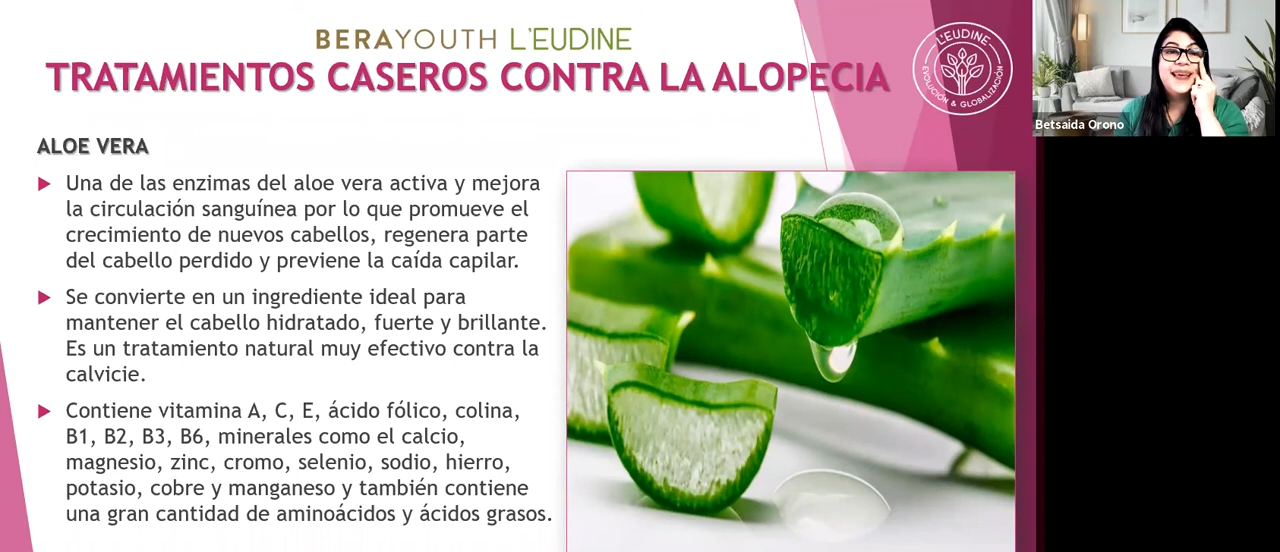 BERAYOUTH L'EUDINE
TRATAMIENTOS CASEROS CONTRA LA ALOPECIA
L'EUDINE
EVOLUCIÓN & GLOBALIZACIÓN
Betsaida Orono
ALOE VERA
Una de las enzimas del aloe vera activa y mejora
la circulación sanguínea por lo que promueve el
crecimiento de nuevos cabellos, regenera parte
del cabello perdido y previene la caída capilar.
Se convierte en un ingrediente ideal para
mantener el cabello hidratado, fuerte y brillante.
Es un tratamiento natural muy efectivo contra la
calvicie.
Contiene vitamina A, C, E, ácido fólico, colina,
B1, B2, B3, B6, minerales como el calcio,
magnesio, zinc, cromo, selenio, sodio, hierro,
potasio, cobre y manganeso y también contiene
una gran cantidad de aminoácidos y ácidos grasos.